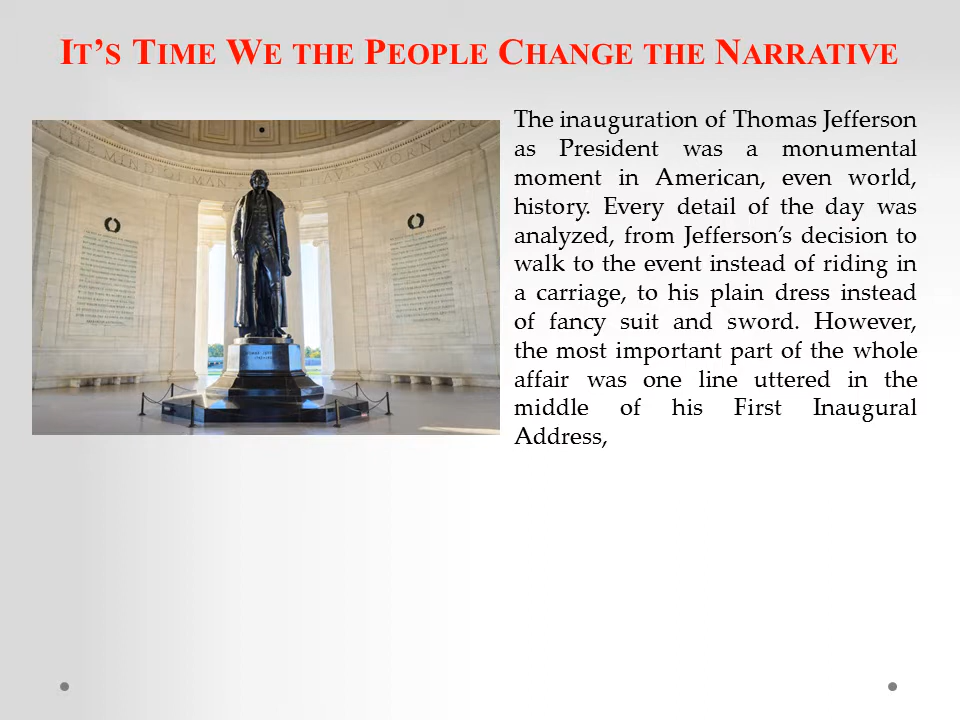 It's Time We the People Change the Narrative
The inauguration of Thomas Jefferson
as President was a monumental
moment in American, even world,
history. Every detail of the day was
analyzed, from Jefferson's decision to
walk to the event instead of riding in
a carriage, to his plain dress instead
of fancy suit and sword. However,
the most important part of the whole
affair was one line uttered in the
middle of his First Inaugural
Address,